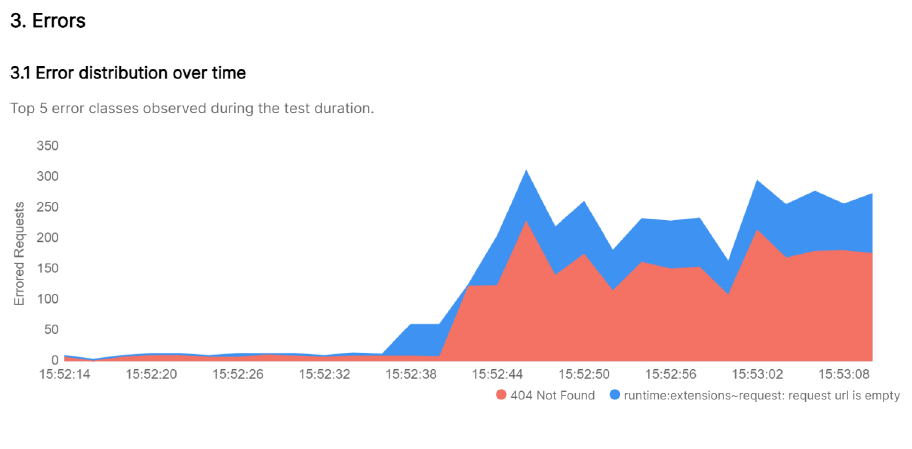 3. Errors
3.1 Error distribution over time
Top 5 error classes observed during the test duration.
350
300
250
200
150
100
50
0
Errored Requests
15:52:14 15:52:20 15:52:26 15:52:32 15:52:38 15:52:44 15:52:50 15:52:56 15:53:02 15:53:08
404 Not Found runtime:extensions~request: request url is empty